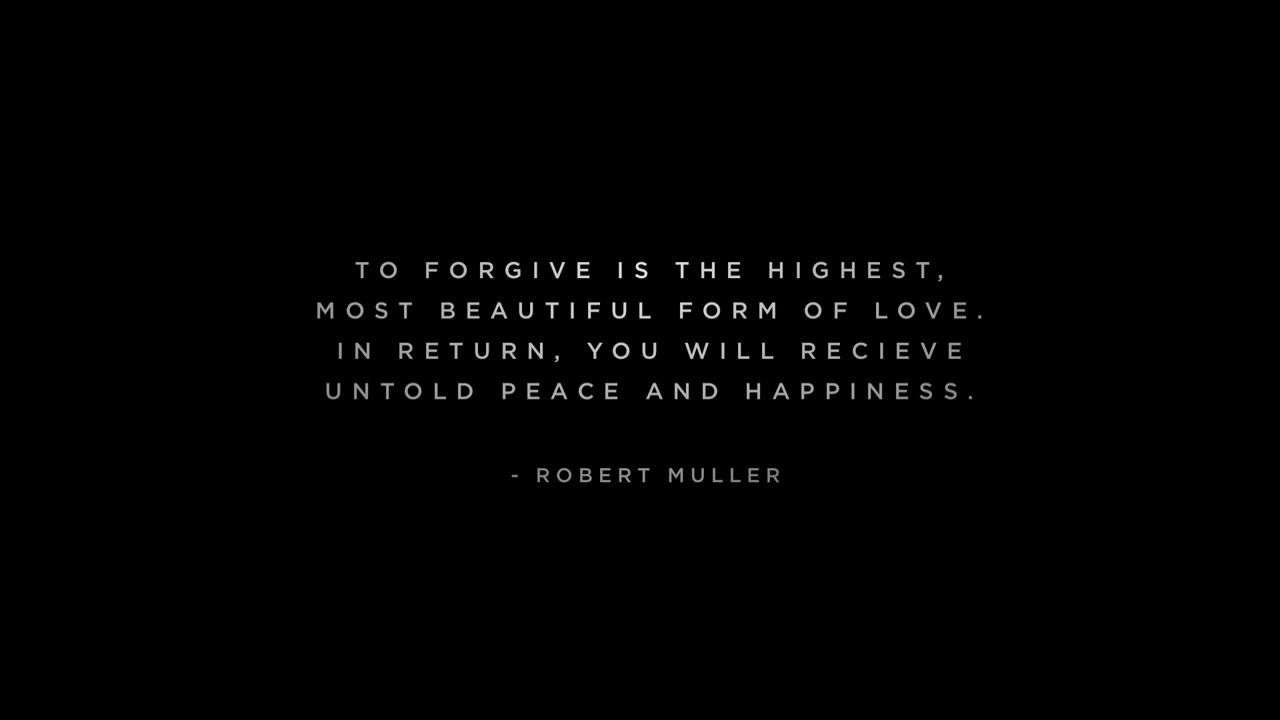 TO FORGIVE IS THE HIGHEST,
MOST BEAUTIFUL FORM OF LOVE.
IN RETURN, YOU WILL RECIEVE
UNTOLD PEACE AND HAPPINESS.
- ROBERT MULLER